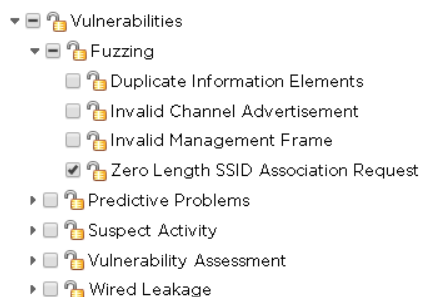 Vulnerabilities
Fuzzing
Duplicate Information Elements
Invalid Channel Advertisement
Invalid Management Frame
Zero Length SSID Association Request
Predictive Problems
Suspect Activity
Vulnerability Assessment
Wired Leakage